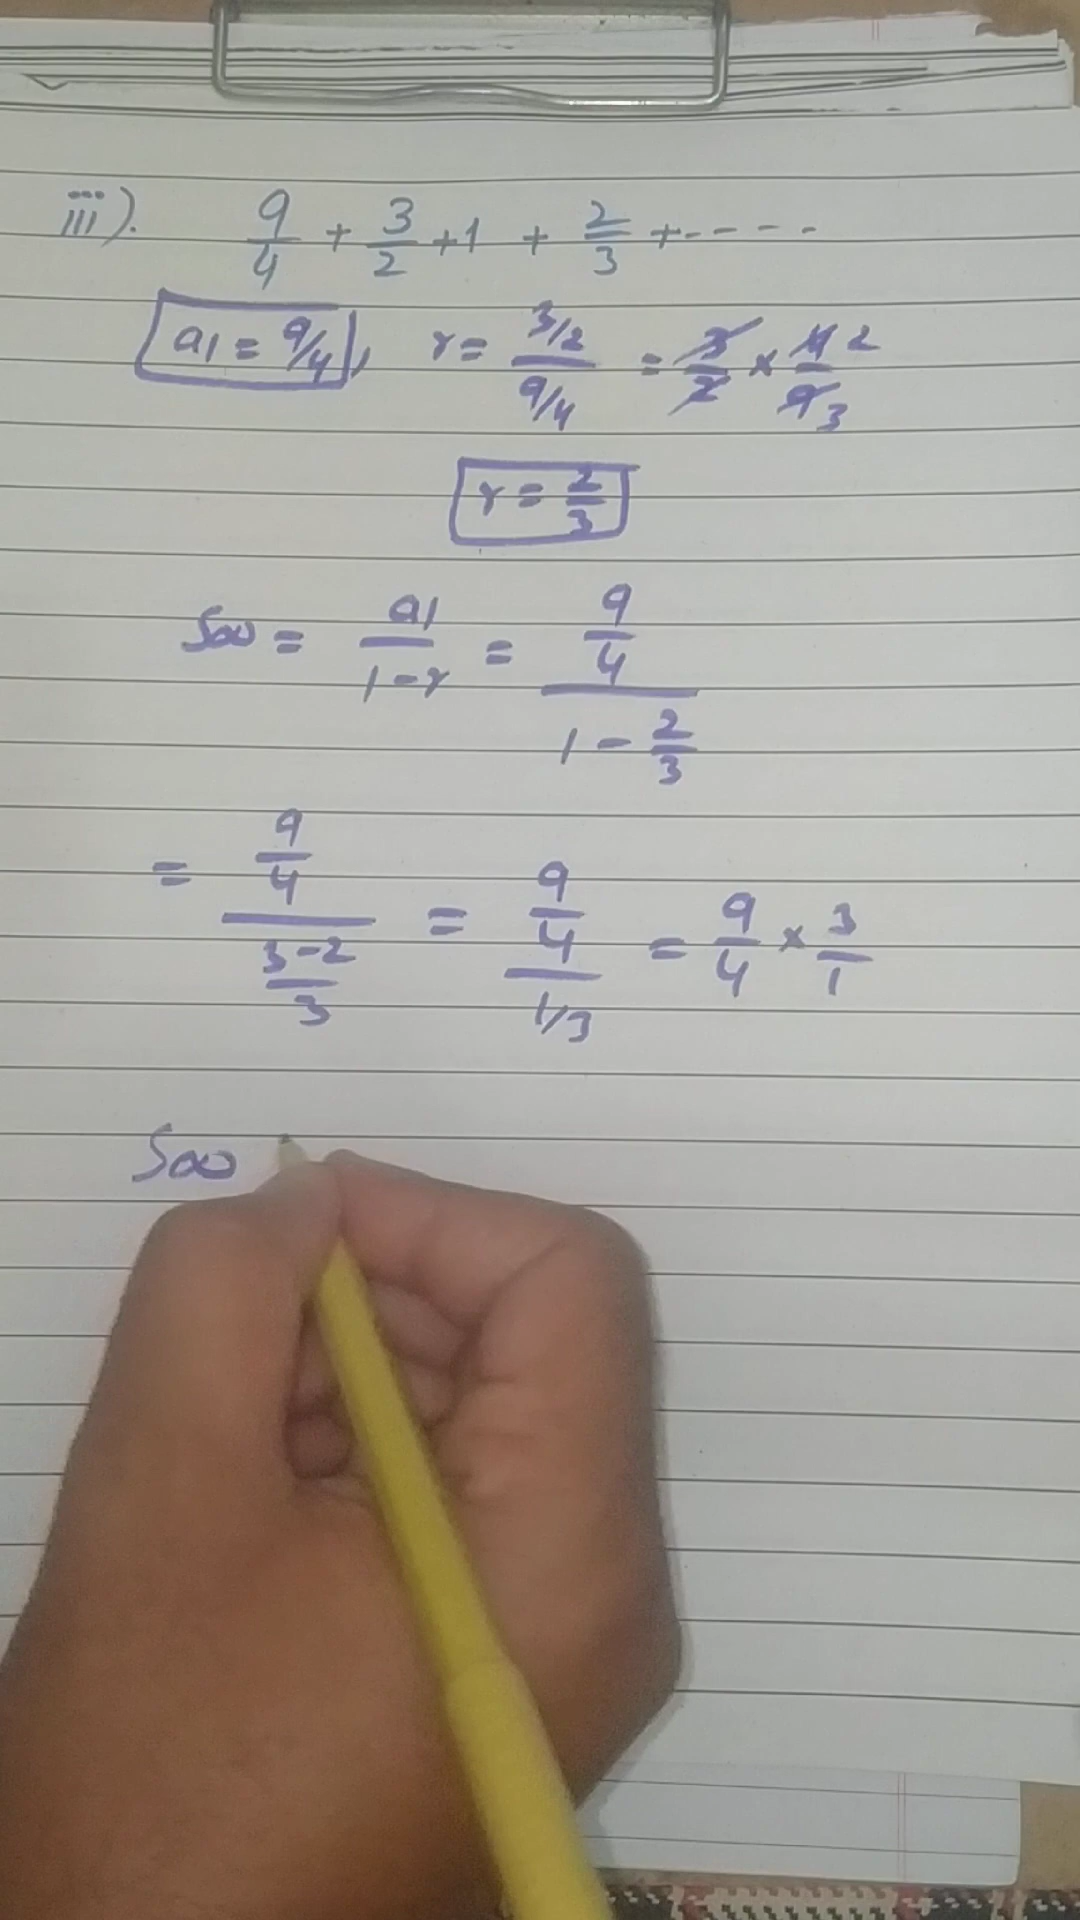 iii). 9/4 + 3/2 + 1 + 2/3 + - - - -
a1 = 9/4, r = (3/2)/(9/4) = 3/2 × 4/9 2 3
r = 2/3
S∞ = a1/(1-r) = (9/4)/(1 - 2/3)
= (9/4)/((3-2)/3) = (9/4)/(1/3) = 9/4 × 3/1
S∞